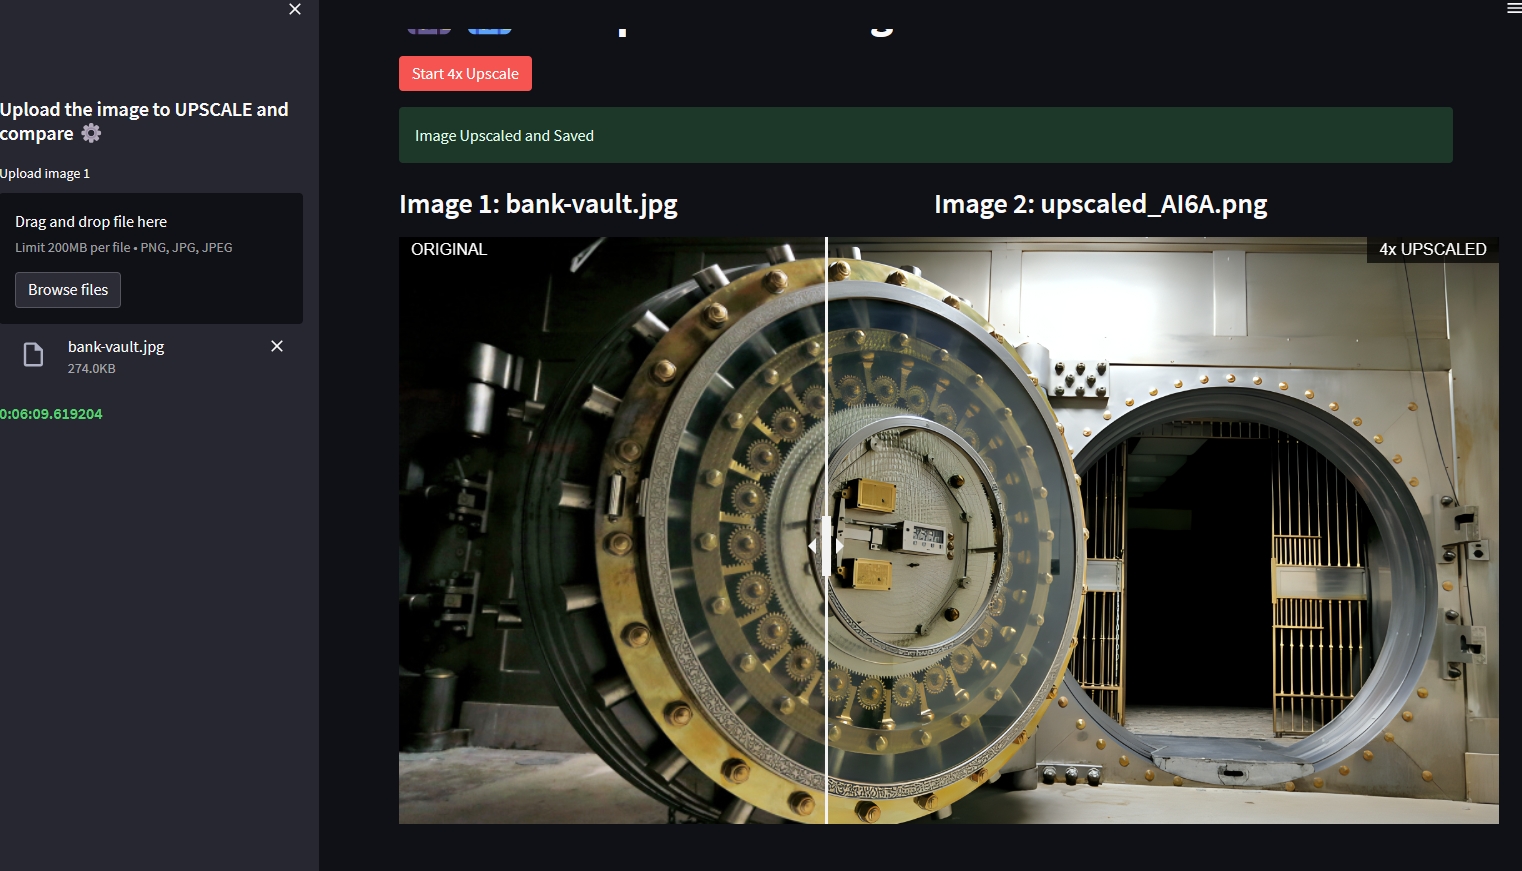 Start 4x Upscale
Image Upscaled and Saved
Upload the image to UPSCALE and
compare
Upload image 1
Drag and drop file here
Limit 200MB per file • PNG, JPG, JPEG
Browse files
bank-vault.jpg
274.0KB
0:06:09.619204
Image 1: bank-vault.jpg
Image 2: upscaled_AI6A.png
ORIGINAL
4x UPSCALED